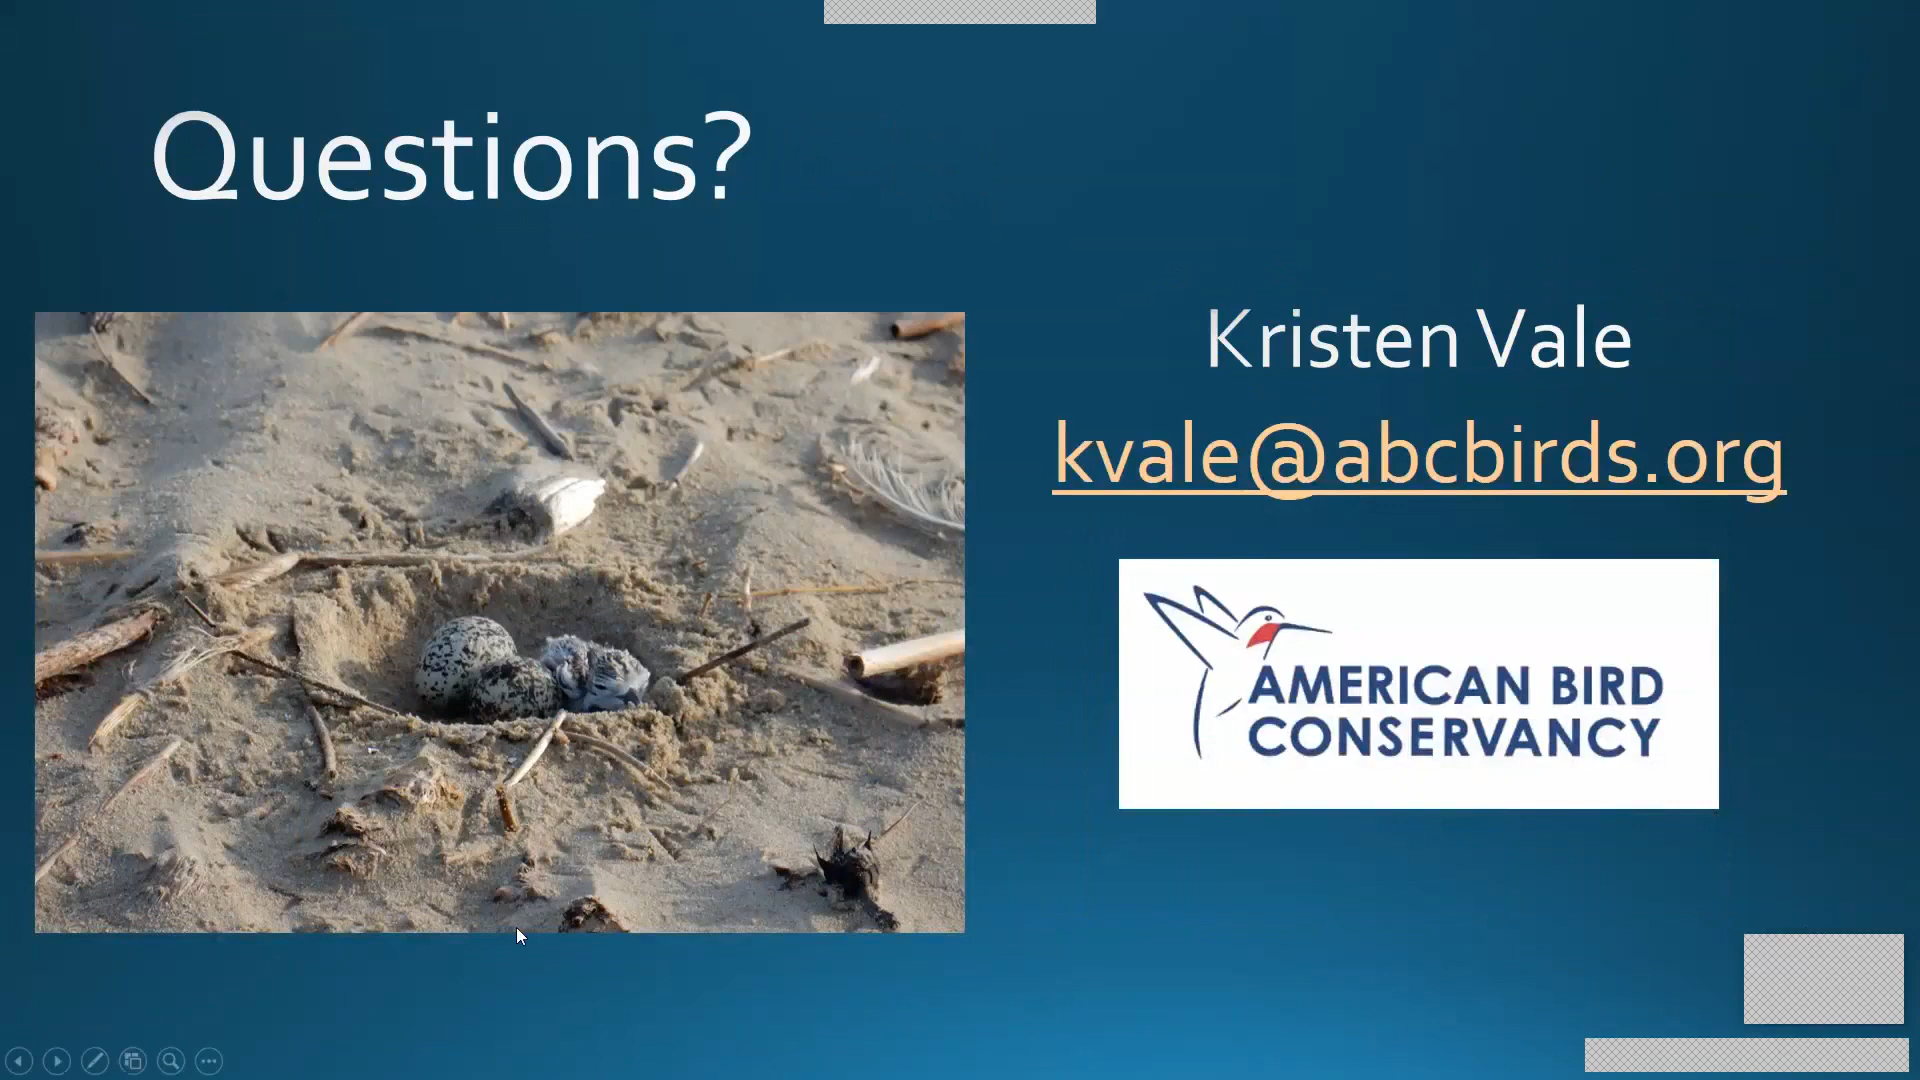 Questions?
Kristen Vale
kvale@abcbirds.org
AMERICAN BIRD
CONSERVANCY